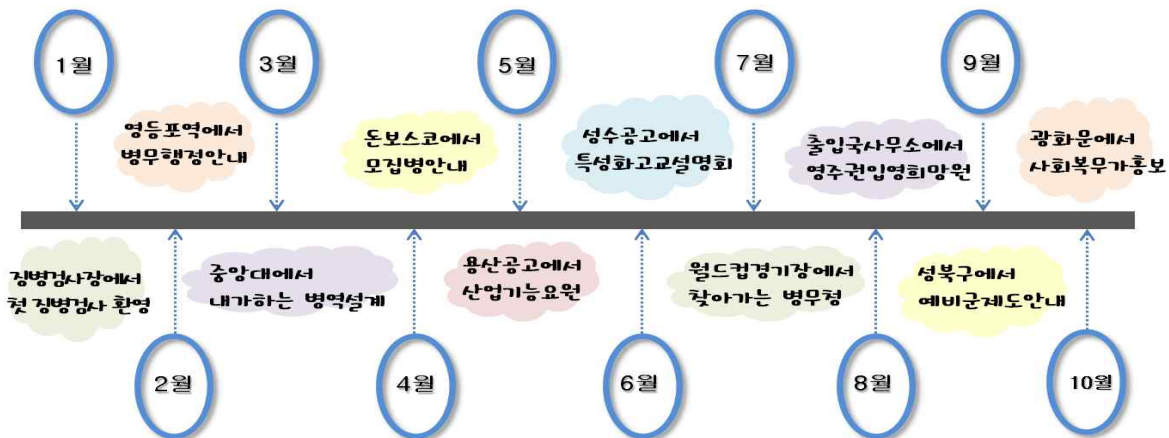 1월
3월
5월
7월
9월
영등포역에서
병무행정안내
돈보스코에서
모집병안내
성수공고에서
특성화고교설명회
출입국사무소에서
영주권입영희망원
광화문에서
사회복무가홍보
징병검사장에서
첫 징병검사 환영
중앙대에서
내가하는 병역설계
용산공고에서
산업기능요원
월드컵경기장에서
찾아가는 병무청
성북구에서
예비군제도안내
2월
4월
6월
8월
10월